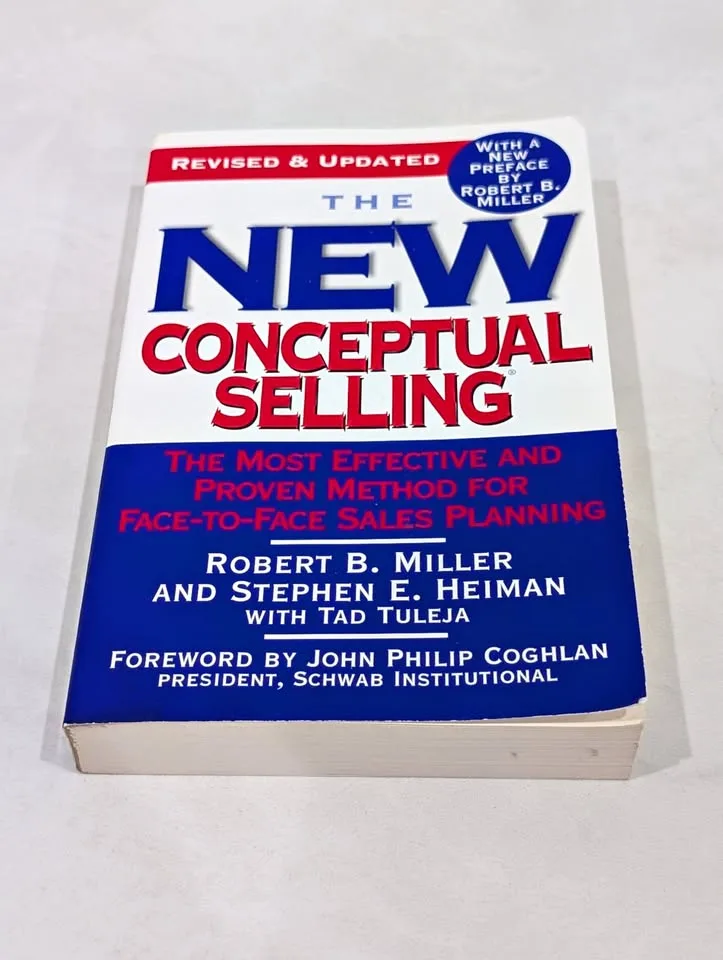 REVISED & UPDATED
WITH A
NEW
PREFACE
BY
ROBERT B.
MILLER
THE
NEW
CONCEPTUAL
SELLING®
THE MOST EFFECTIVE AND
PROVEN METHOD FOR
FACE-TO-FACE SALES PLANNING
ROBERT B. MILLER
AND STEPHEN E. HEIMAN
WITH TAD TULEJA
FOREWORD BY JOHN PHILIP COGHLAN
PRESIDENT, SCHWAB INSTITUTIONAL